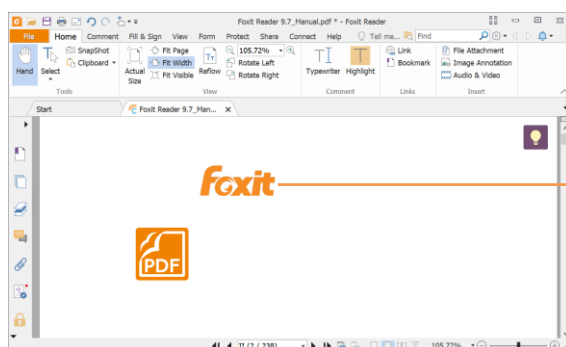 Foxit Reader 9.7_Manual.pdf * - Foxit Reader
File Home Comment Fill & Sign View Form Protect Share Connect Help Tell me... Find
SnapShot Fit Page 105.72% Link File Attachment
Clipboard Fit Width Rotate Left Bookmark Image Annotation
Hand Select Actual Size Fit Visible Reflow Rotate Right Typewriter Highlight Audio & Video
Tools View Comment Links Insert
Start Foxit Reader 9.7_Man...
foxit
PDF
II (2 / 238) 105.72%